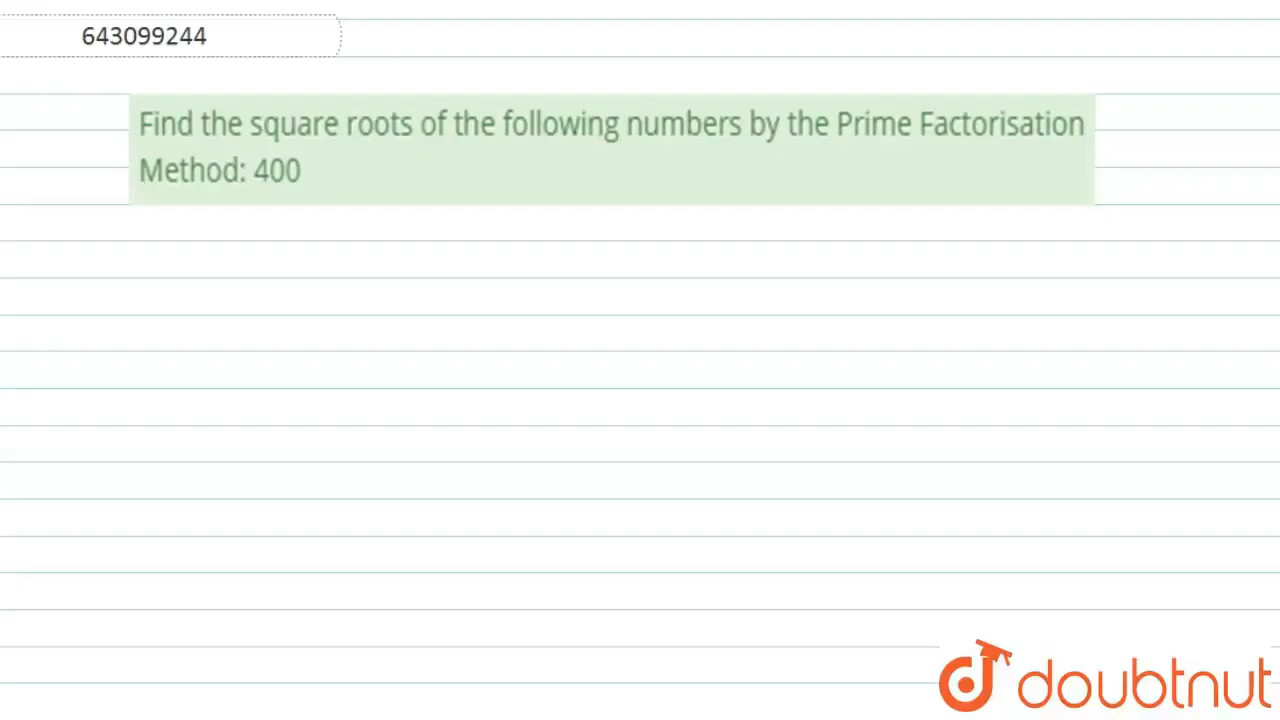 643099244
Find the square roots of the following numbers by the Prime Factorisation
Method: 400
doubtnut